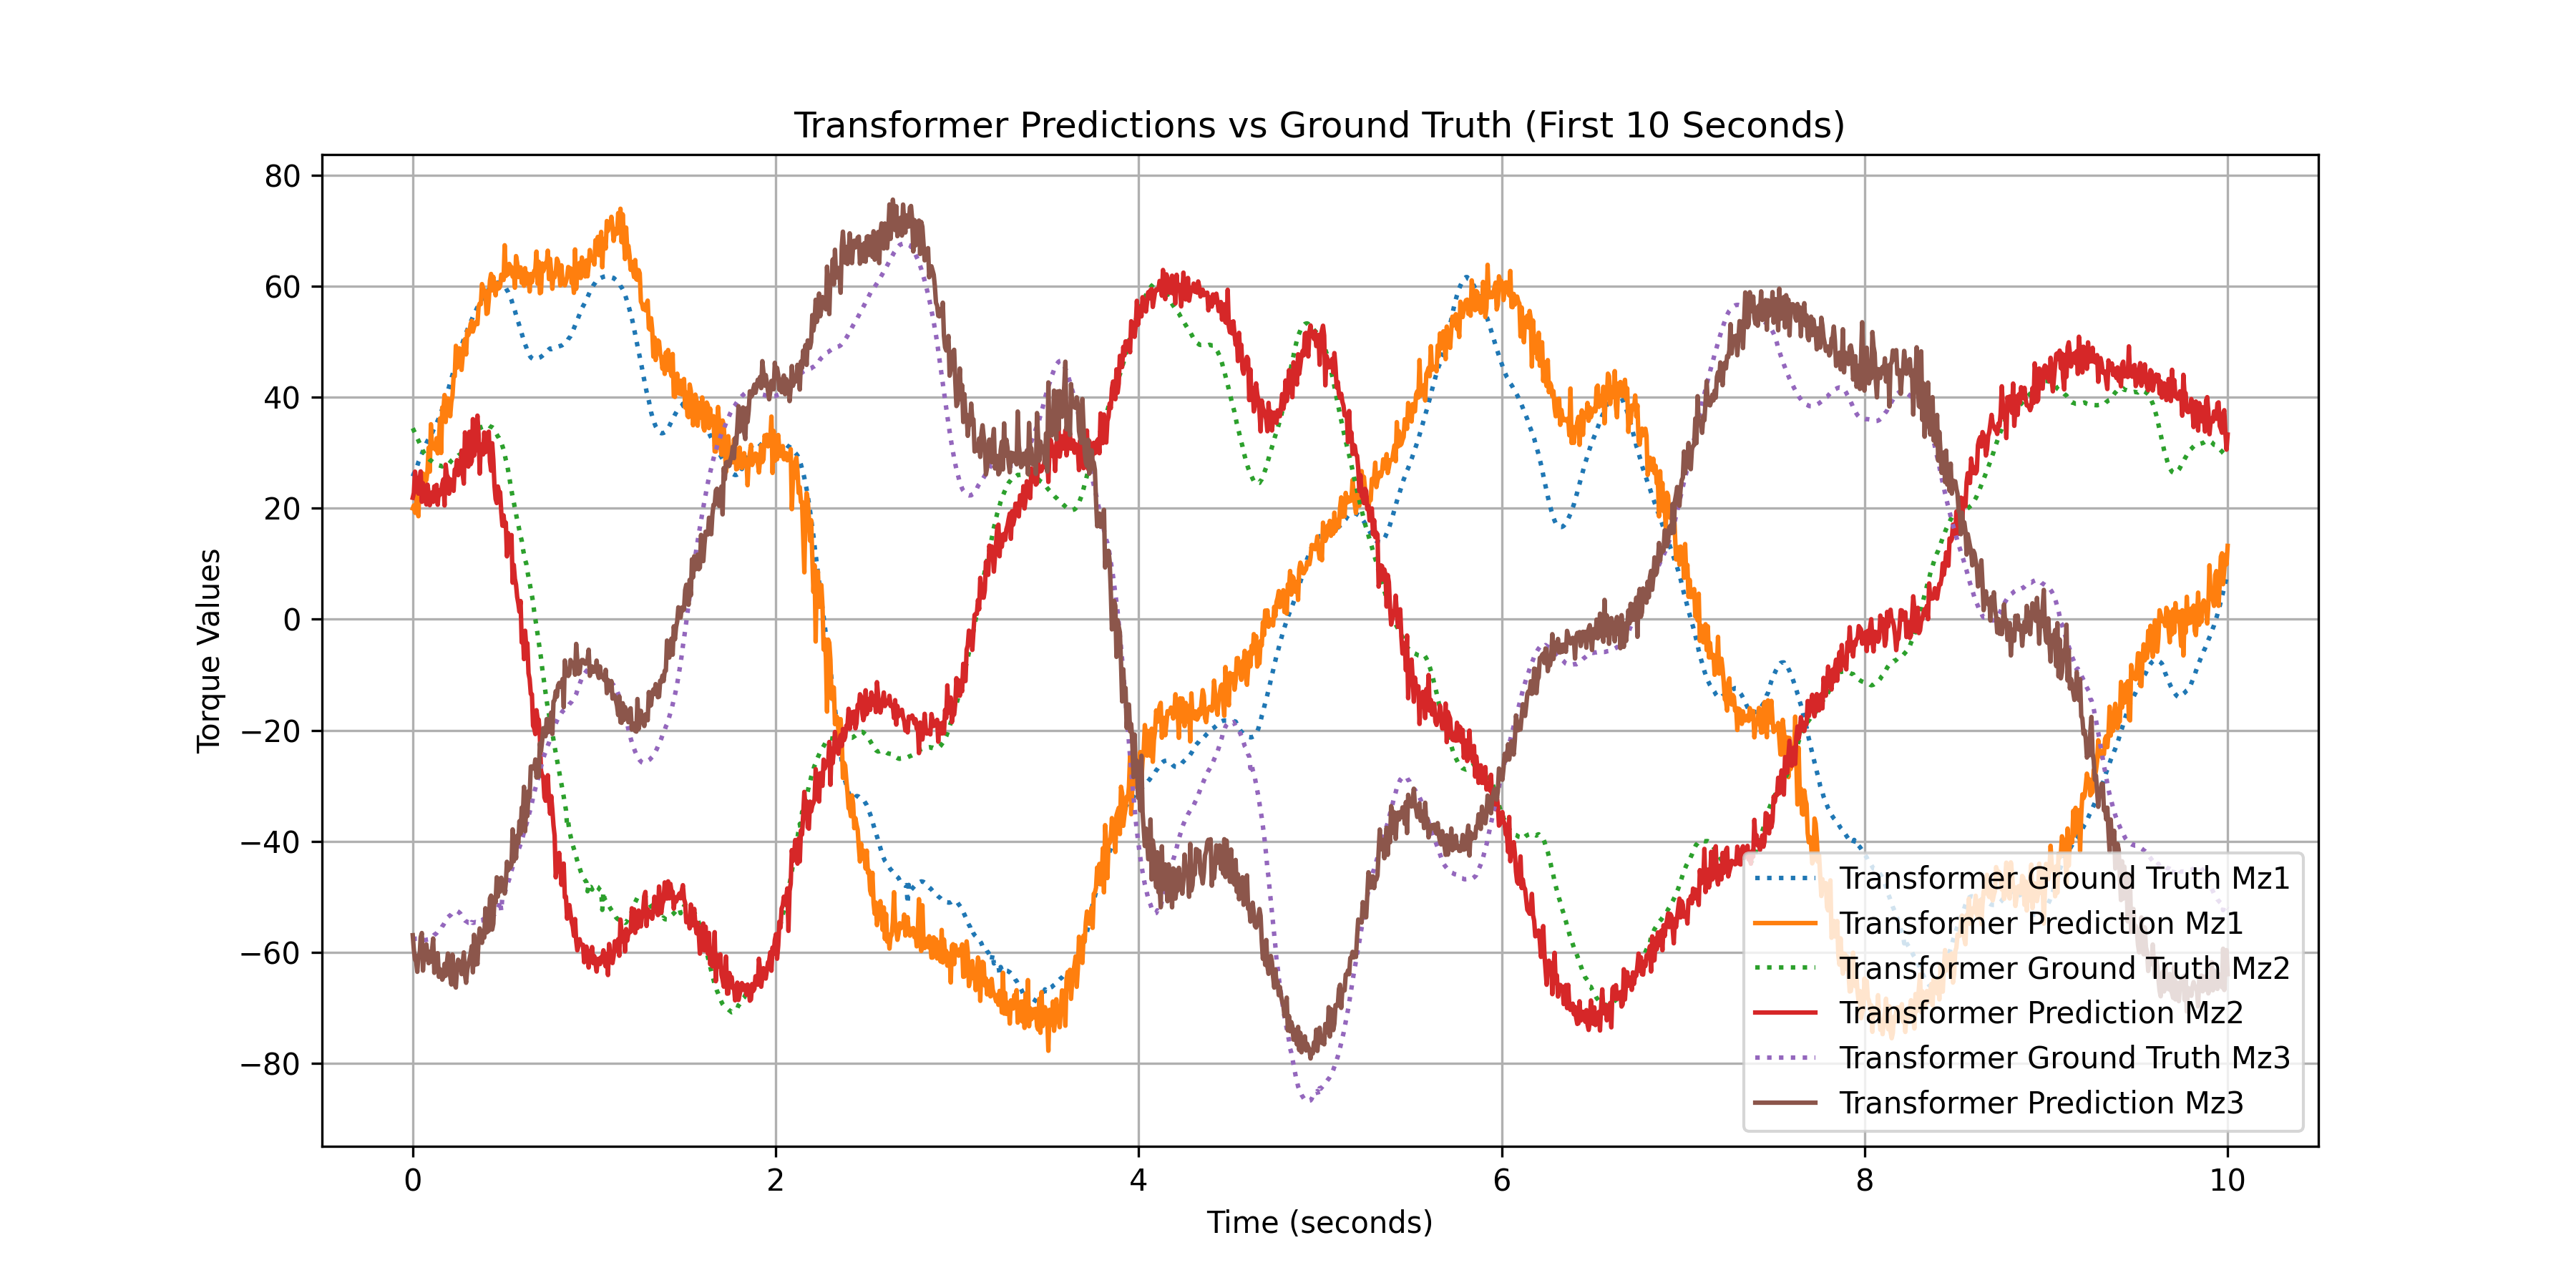 Transformer Predictions vs Ground Truth (First 10 Seconds)
80
60
40
20
0
−20
−40
−60
−80
Torque Values
0 2 4 6 8 10
Time (seconds)
Transformer Ground Truth Mz1
Transformer Prediction Mz1
Transformer Ground Truth Mz2
Transformer Prediction Mz2
Transformer Ground Truth Mz3
Transformer Prediction Mz3